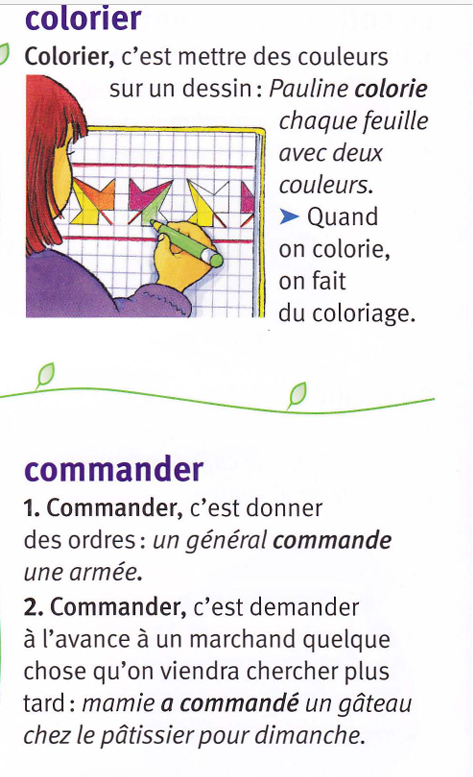 colorier
Colorier, c'est mettre des couleurs
sur un dessin : Pauline colorie
chaque feuille
avec deux
couleurs.
➤ Quand
on colorie,
on fait
du coloriage.
commander
1. Commander, c'est donner
des ordres : un général commande
une armée.
2. Commander, c'est demander
à l'avance à un marchand quelque
chose qu'on viendra chercher plus
tard : mamie a commandé un gâteau
chez le pâtissier pour dimanche.